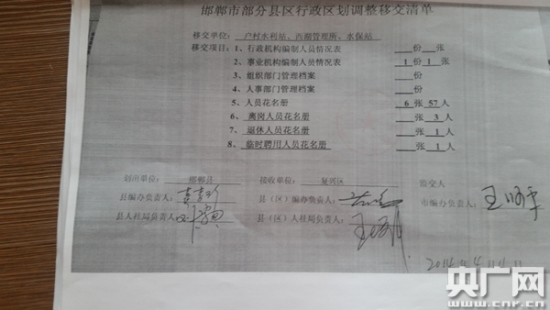 邯郸市部分县区行政区划调整移交清单
移交单位：户村水利站、西湖管理所、水保站
移交项目：1、行政机构编制人员情况表 份 张
2、事业机构编制人员情况表 1份1张
3、组织部门管理档案 份
4、人事部门管理档案 份
5、人员花名册 6张57人
6、离岗人员花名册 张3人
7、退休人员花名册 张1人
8、临时聘用人员花名册 张1人
划出单位：邯郸县 接收单位：复兴区 监交人
县编办负责人： 县（区）编办负责人： 市编办负责人：
县人社局负责人： 县（区）人社局负责人：
央广网
www.cnr.cn